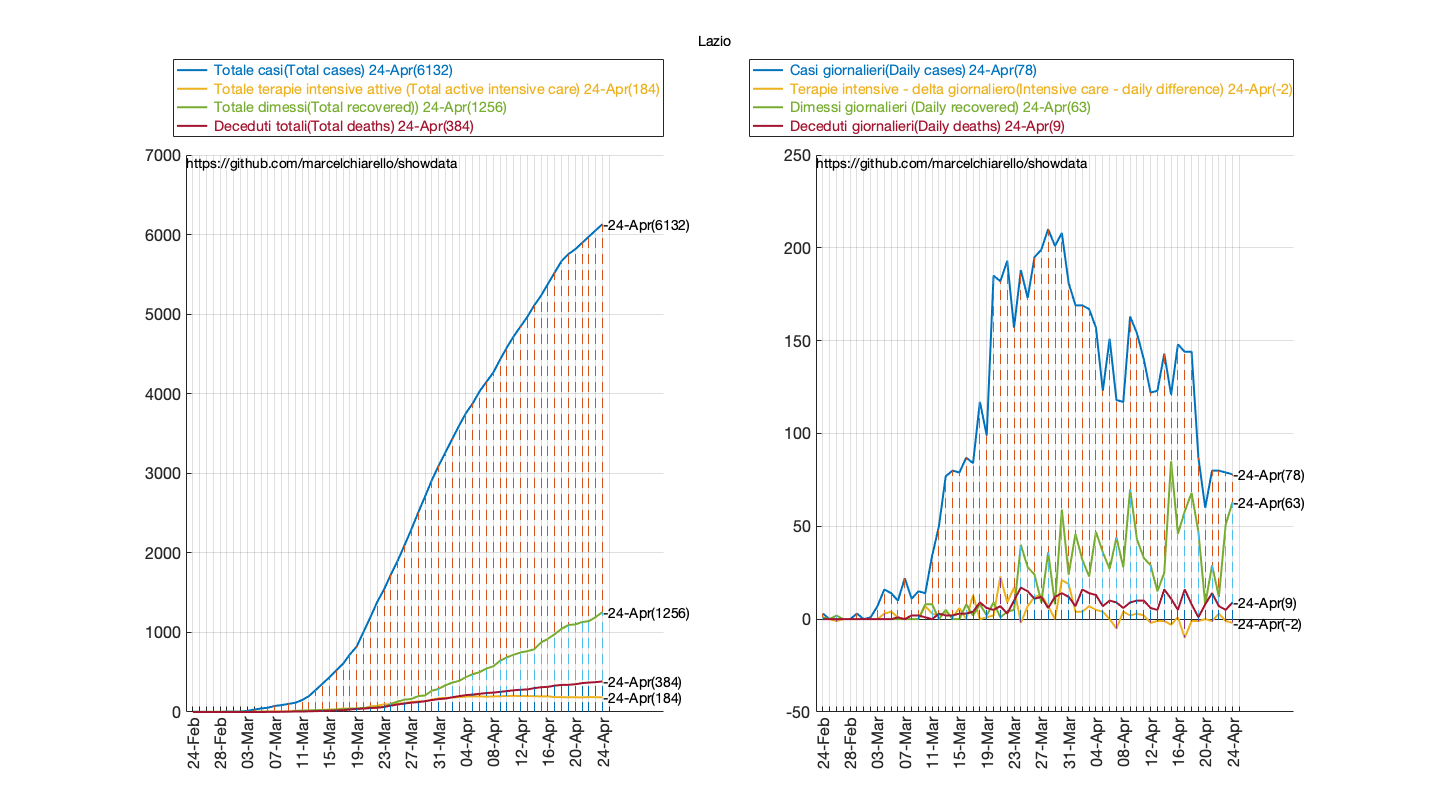 Lazio
Totale casi(Total cases) 24-Apr(6132)
Totale terapie intensive attive (Total active intensive care) 24-Apr(184)
Totale dimessi(Total recovered)) 24-Apr(1256)
Deceduti totali(Total deaths) 24-Apr(384)
7000
https://github.com/marcelchiarello/showdata
6000
5000
4000
3000
2000
1000
0
-24-Apr(6132)
-24-Apr(1256)
-24-Apr(384)
-24-Apr(184)
24-Feb
28-Feb
03-Mar
07-Mar
11-Mar
15-Mar
19-Mar
23-Mar
27-Mar
31-Mar
04-Apr
08-Apr
12-Apr
16-Apr
20-Apr
24-Apr
Casi giornalieri(Daily cases) 24-Apr(78)
Terapie intensive - delta giornaliero(Intensive care - daily difference) 24-Apr(-2)
Dimessi giornalieri (Daily recovered) 24-Apr(63)
Deceduti giornalieri(Daily deaths) 24-Apr(9)
250
https://github.com/marcelchiarello/showdata
200
150
100
50
0
-50
-24-Apr(78)
-24-Apr(63)
-24-Apr(9)
-24-Apr(-2)
24-Feb
28-Feb
03-Mar
07-Mar
11-Mar
15-Mar
19-Mar
23-Mar
27-Mar
31-Mar
04-Apr
08-Apr
12-Apr
16-Apr
20-Apr
24-Apr